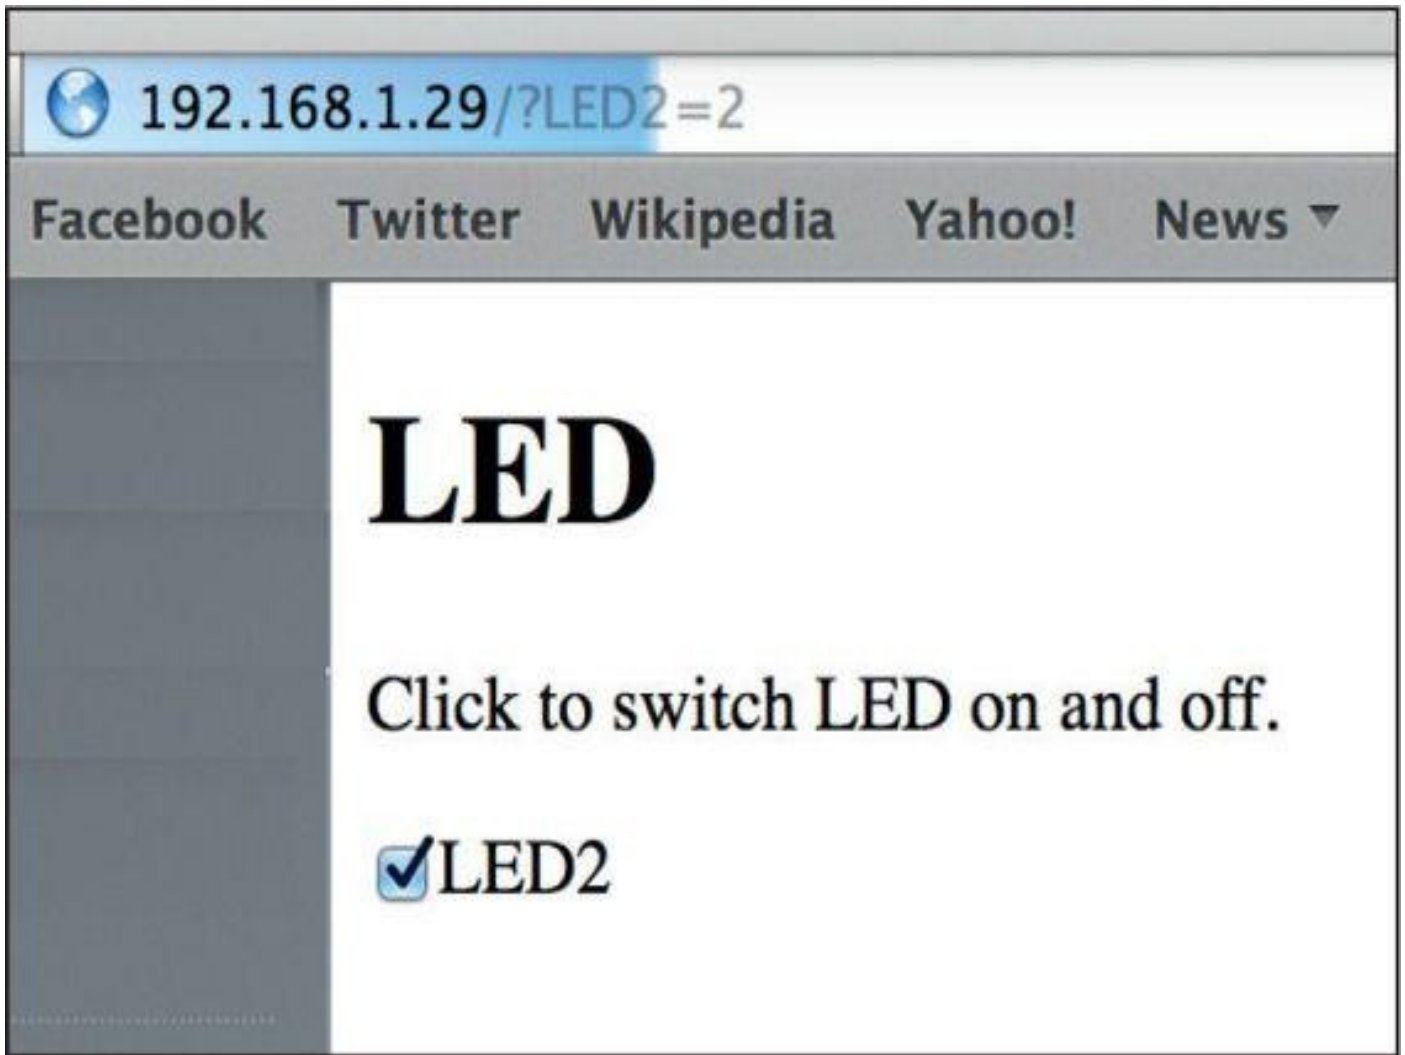 192.168.1.29/?LED2=2
Facebook Twitter Wikipedia Yahoo! News
LED
Click to switch LED on and off.
LED2